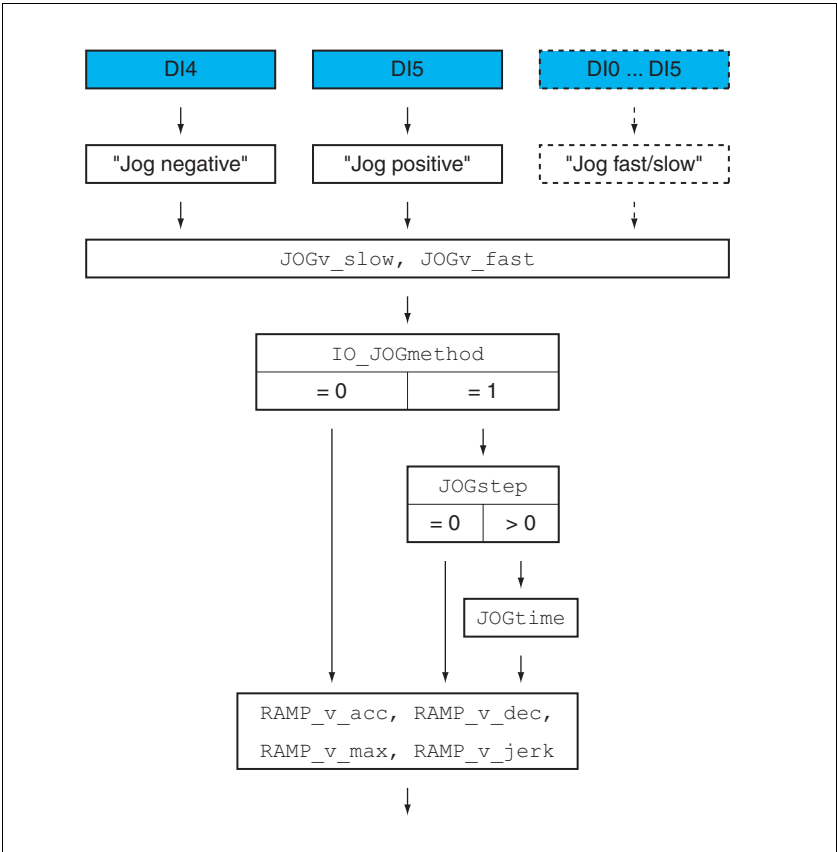 DI4 DI5 DI0 ... DI5
"Jog negative" "Jog positive" "Jog fast/slow"
JOGv_slow, JOGv_fast
IO_JOGmethod
= 0 = 1
JOGstep
= 0 > 0
JOGtime
RAMP_v_acc, RAMP_v_dec,
RAMP_v_max, RAMP_v_jerk